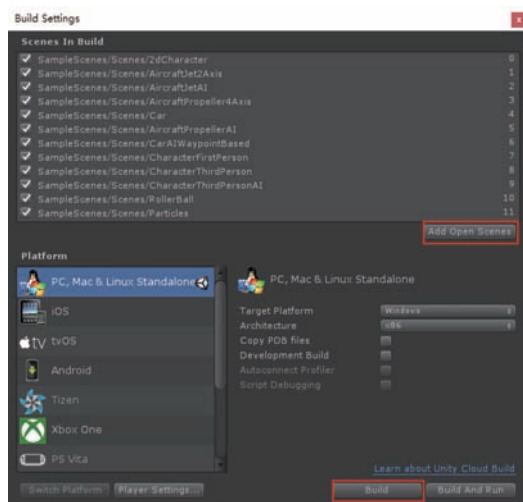 Build Settings
x
Scenes In Build
SampleScenes/Scenes/2dCharacter 0
SampleScenes/Scenes/AircraftJet2Axis 1
SampleScenes/Scenes/AircraftJetAI 2
SampleScenes/Scenes/AircraftPropeller4Axis 3
SampleScenes/Scenes/Car 4
SampleScenes/Scenes/AircraftPropellerAI 5
SampleScenes/Scenes/CarAIWaypointBased 6
SampleScenes/Scenes/CharacterFirstPerson 7
SampleScenes/Scenes/CharacterThirdPerson 8
SampleScenes/Scenes/CharacterThirdPersonAI 9
SampleScenes/Scenes/RollerBall 10
SampleScenes/Scenes/Particles 11
Add Open Scenes
Platform
PC, Mac & Linux Standalone
iOS
tv tvOS
Android
Tizen
Xbox One
PS Vita
PC, Mac & Linux Standalone
Target Platform Windows
Architecture x86
Copy PDB files
Development Build
Autoconnect Profiler
Script Debugging
Learn about Unity Cloud Build
Switch Platform Player Settings... Build Build And Run